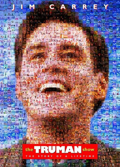 JIM CARREY
the TRUMAN show
THE STORY OF A LIFETIME